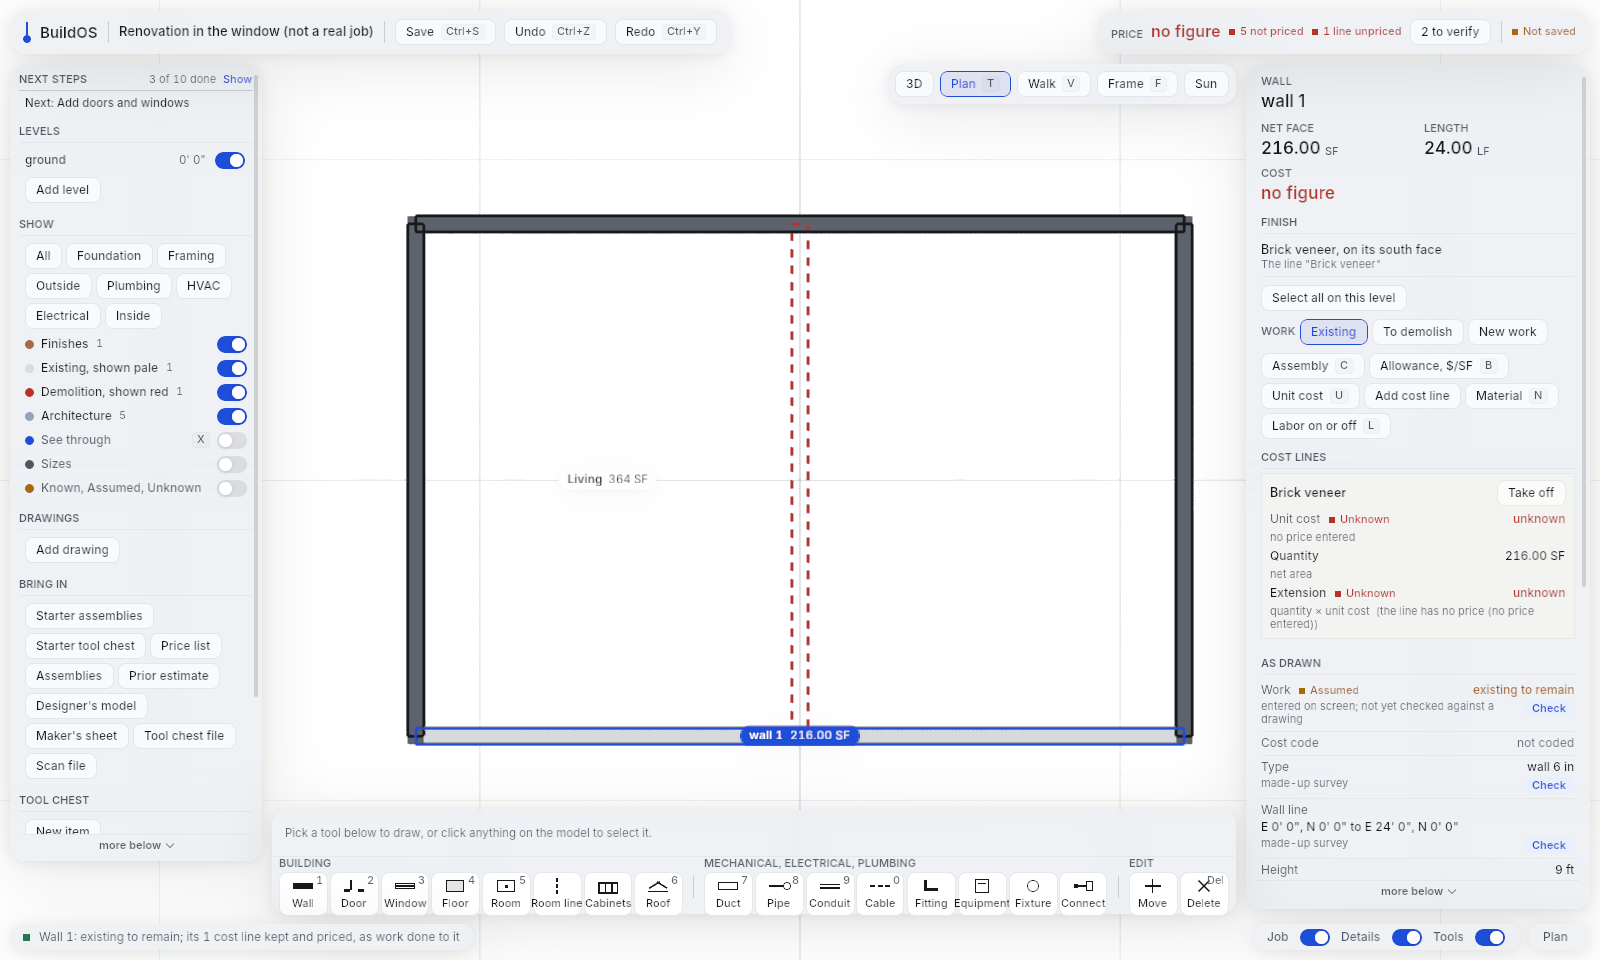 BuildOS
Renovation in the window (not a real job)
Save Ctrl+S
Undo Ctrl+Z
Redo Ctrl+Y
PRICE no figure
5 not priced
1 line unpriced
2 to verify
Not saved
NEXT STEPS 3 of 10 done Show
Next: Add doors and windows
LEVELS
ground 0' 0"
Add level
SHOW
All Foundation Framing
Outside Plumbing HVAC
Electrical Inside
Finishes 1
Existing, shown pale 1
Demolition, shown red 1
Architecture 5
See through X
Sizes
Known, Assumed, Unknown
DRAWINGS
Add drawing
BRING IN
Starter assemblies
Starter tool chest Price list
Assemblies Prior estimate
Designer's model
Maker's sheet Tool chest file
Scan file
TOOL CHEST
New item
more below
3D
Plan T
Walk V
Frame F
Sun
Living 364 SF
wall 1 216.00 SF
Pick a tool below to draw, or click anything on the model to select it.
BUILDING
1 Wall
2 Door
3 Window
4 Floor
5 Room
Room line
Cabinets
6 Roof
MECHANICAL, ELECTRICAL, PLUMBING
7 Duct
8 Pipe
9 Conduit
0 Cable
Fitting
Equipment
Fixture
Connect
EDIT
Move
Del Delete
WALL
wall 1
NET FACE LENGTH
216.00 SF 24.00 LF
COST
no figure
FINISH
Brick veneer, on its south face
The line "Brick veneer"
Select all on this level
WORK Existing To demolish New work
Assembly C Allowance, $/SF B
Unit cost U Add cost line Material N
Labor on or off L
COST LINES
Brick veneer Take off
Unit cost Unknown unknown
no price entered
Quantity 216.00 SF
net area
Extension Unknown unknown
quantity × unit cost (the line has no price (no price
entered))
AS DRAWN
Work Assumed existing to remain
entered on screen; not yet checked against a
drawing
Check
Cost code not coded
Type wall 6 in
made-up survey Check
Wall line
E 0' 0", N 0' 0" to E 24' 0", N 0' 0"
made-up survey Check
Height 9 ft
more below
Wall 1: existing to remain; its 1 cost line kept and priced, as work done to it
Job Details Tools Plan